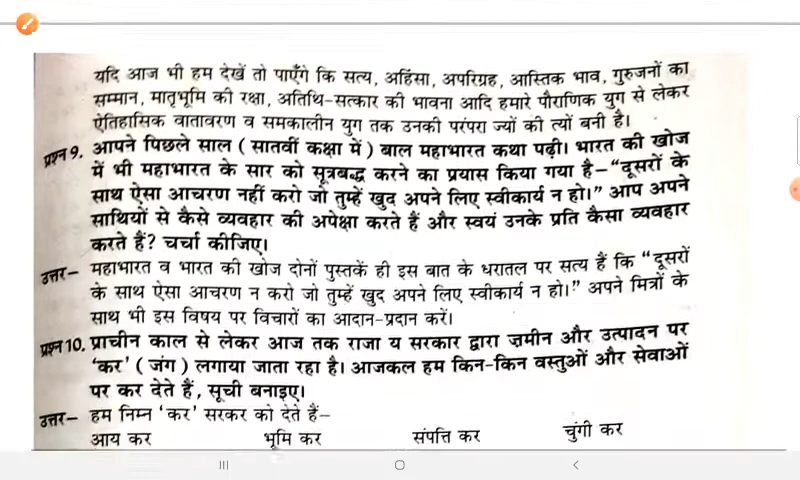 यदि आज भी हम देखें तो पाएँगे कि सत्य, अहिंसा, अपरिग्रह, आस्तिक भाव, गुरुजनों का
सम्मान, मातृभूमि की रक्षा, अतिथि-सत्कार की भावना आदि हमारे पौराणिक युग से लेकर
ऐतिहासिक वातावरण व समकालीन युग तक उनकी परंपरा ज्यों की त्यों बनी है।
प्रश्न 9. आपने पिछले साल (सातवीं कक्षा में) बाल महाभारत कथा पढ़ी। भारत की खोज
में भी महाभारत के सार को सूत्रबद्ध करने का प्रयास किया गया है–“दूसरों के
साथ ऐसा आचरण नहीं करो जो तुम्हें खुद अपने लिए स्वीकार्य न हो।” आप अपने
साथियों से कैसे व्यवहार की अपेक्षा करते हैं और स्वयं उनके प्रति कैसा व्यवहार
करते हैं? चर्चा कीजिए।
उत्तर– महाभारत व भारत की खोज दोनों पुस्तकें ही इस बात के धरातल पर सत्य हैं कि “दूसरों
के साथ ऐसा आचरण न करो जो तुम्हें खुद अपने लिए स्वीकार्य न हो।” अपने मित्रों के
साथ भी इस विषय पर विचारों का आदान-प्रदान करें।
प्रश्न 10. प्राचीन काल से लेकर आज तक राजा य सरकार द्वारा ज़मीन और उत्पादन पर
‘कर’ (जंग) लगाया जाता रहा है। आजकल हम किन-किन वस्तुओं और सेवाओं
पर कर देते हैं, सूची बनाइए।
उत्तर– हम निम्न ‘कर’ सरकर को देते हैं–
आय कर भूमि कर संपत्ति कर चुंगी कर